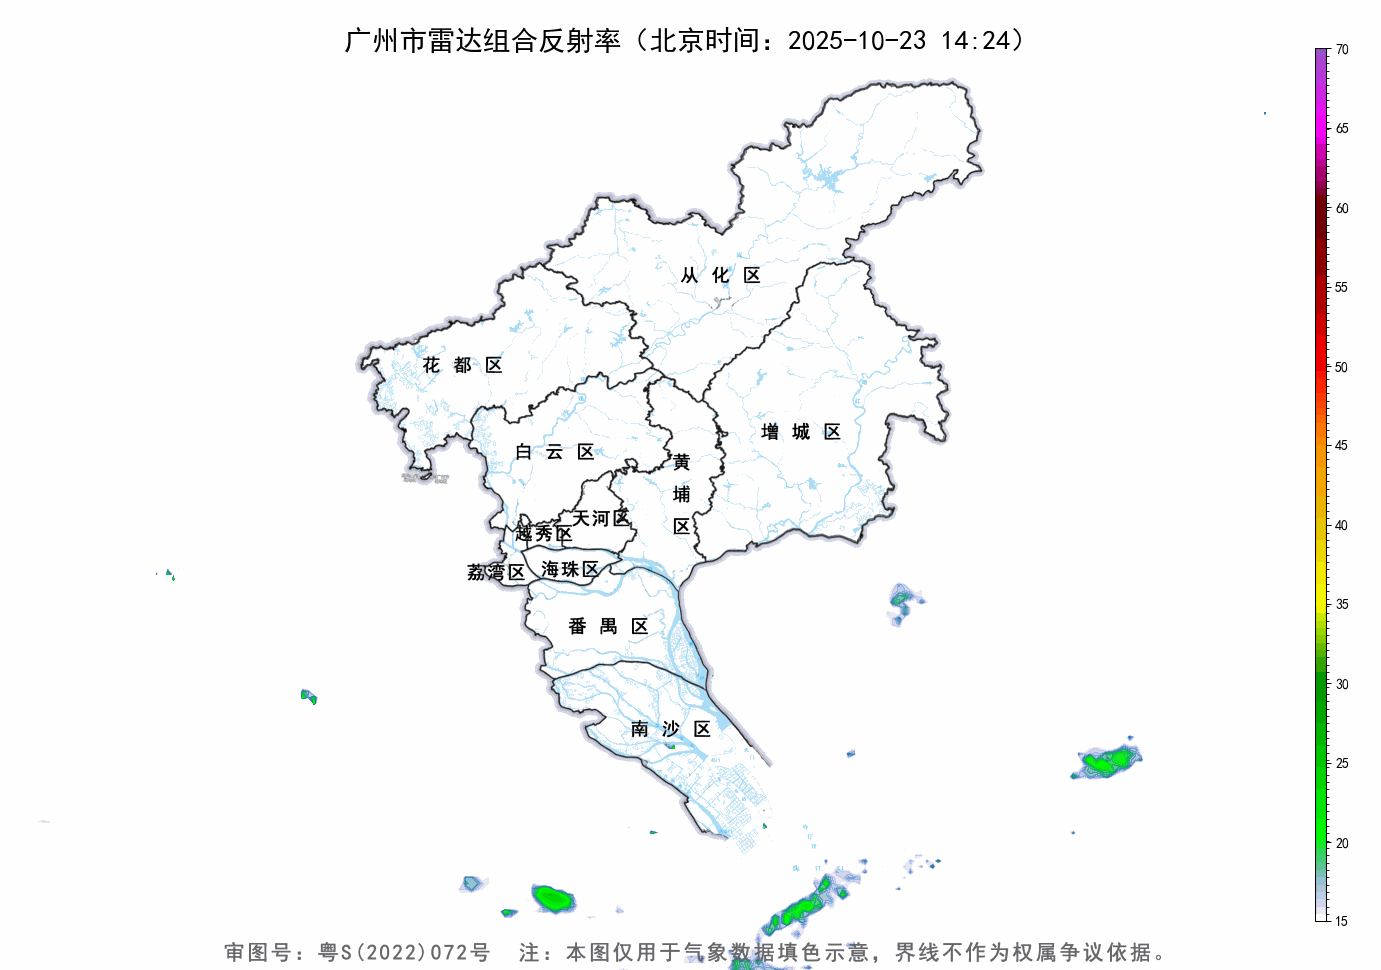 广州市雷达组合反射率（北京时间：2025-10-23 14:24）
70
65
60
55
50
45
40
35
30
25
20
15
从化区
花都区
增城区
白云区
黄埔区
天河区
越秀区
荔湾区
海珠区
番禺区
南沙区
审图号：粤S(2022)072号 注：本图仅用于气象数据填色示意，界线不作为权属争议依据。